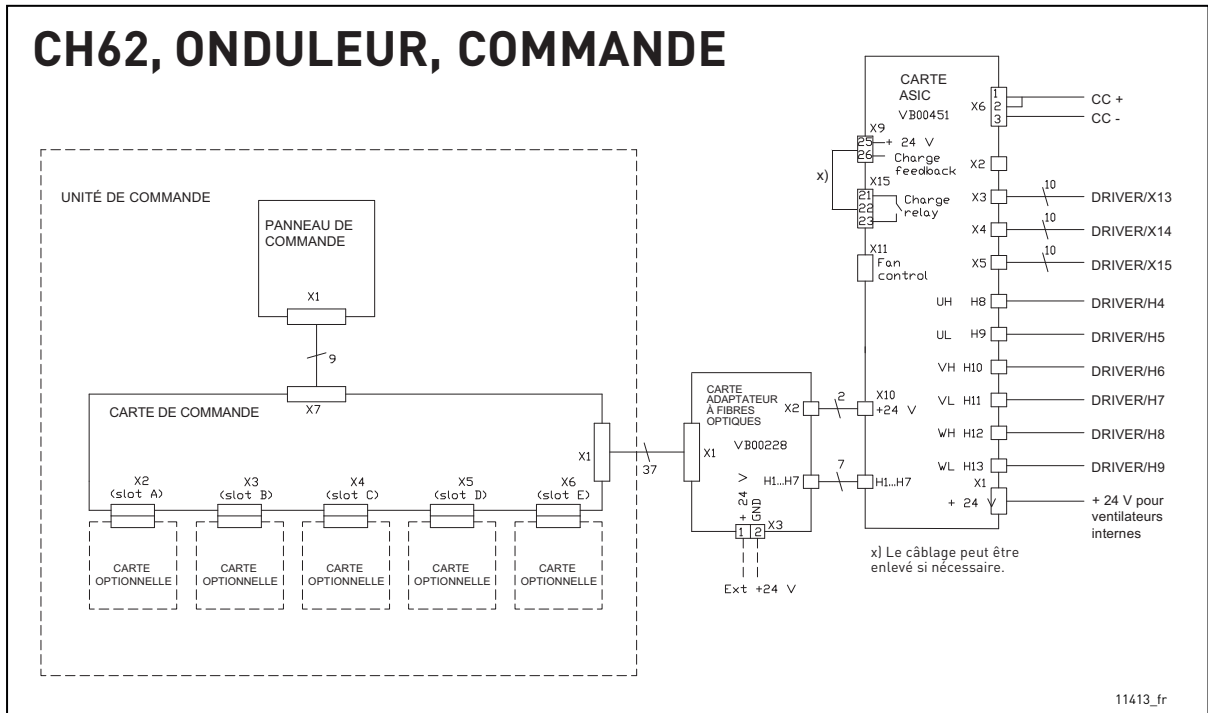 CH62, ONDULEUR, COMMANDE
UNITÉ DE COMMANDE
PANNEAU DE
COMMANDE
X1
9
X7
CARTE DE COMMANDE
X1
37
X2
(slot A)
X3
(slot B)
X4
(slot C)
X5
(slot D)
X6
(slot E)
CARTE
OPTIONNELLE
CARTE
OPTIONNELLE
CARTE
OPTIONNELLE
CARTE
OPTIONNELLE
CARTE
OPTIONNELLE
CARTE
ADAPTATEUR
À FIBRES
OPTIQUES
VB00228
X1
X2
2
H1...H7
7
+ 24 V
GND
1 2
X3
Ext +24 V
CARTE
ASIC
VB00451
X9
25
+ 24 V
26
Charge
feedback
x)
X15
21
22
23
Charge
relay
X11
Fan
control
X10
+24 V
H1...H7
X6
1
2
3
CC +
CC -
X2
X3
10
DRIVER/X13
X4
10
DRIVER/X14
X5
10
DRIVER/X15
UH H8
DRIVER/H4
UL H9
DRIVER/H5
VH H10
DRIVER/H6
VL H11
DRIVER/H7
WH H12
DRIVER/H8
WL H13
DRIVER/H9
X1
+ 24 V
+ 24 V pour
ventilateurs
internes
x) Le câblage peut être
enlevé si nécessaire.
11413_fr